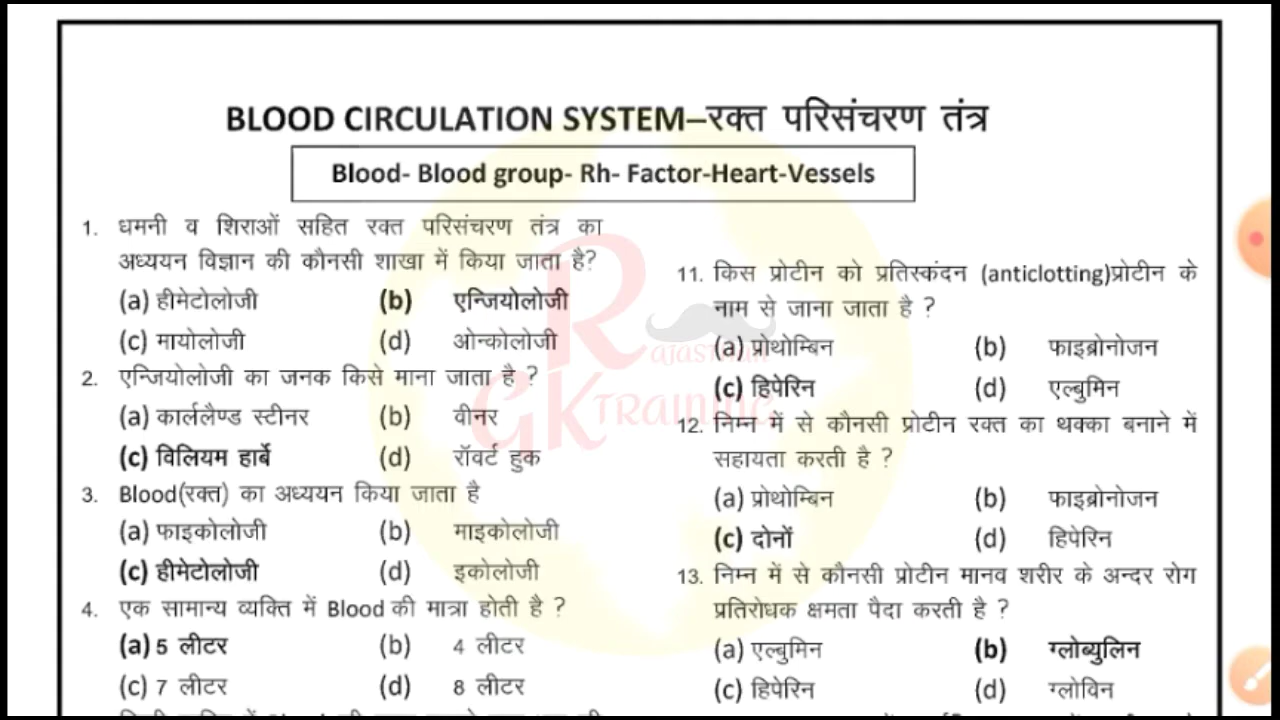 BLOOD CIRCULATION SYSTEM–रक्त परिसंचरण तंत्र
Blood- Blood group- Rh- Factor-Heart-Vessels
1. धमनी व शिराओं सहित रक्त परिसंचरण तंत्र का
अध्ययन विज्ञान की कौनसी शाखा में किया जाता है?
(a) हीमेटोलोजी (b) एन्जियोलोजी
(c) मायोलोजी (d) ओन्कोलोजी
2. एन्जियोलोजी का जनक किसे माना जाता है ?
(a) कार्ललैण्ड स्टीनर (b) वीनर
(c) विलियम हार्बे (d) रॉवर्ट हुक
3. Blood(रक्त) का अध्ययन किया जाता है
(a) फाइकोलोजी (b) माइकोलोजी
(c) हीमेटोलोजी (d) इकोलोजी
4. एक सामान्य व्यक्ति में Blood की मात्रा होती है ?
(a) 5 लीटर (b) 4 लीटर
(c) 7 लीटर (d) 8 लीटर
11. किस प्रोटीन को प्रतिस्कंदन (anticlotting)प्रोटीन के
नाम से जाना जाता है ?
(a) प्रोथोम्बिन (b) फाइब्रोनोजन
(c) हिपेरिन (d) एल्बुमिन
12. निम्न में से कौनसी प्रोटीन रक्त का थक्का बनाने में
सहायता करती है ?
(a) प्रोथोम्बिन (b) फाइब्रोनोजन
(c) दोनों (d) हिपेरिन
13. निम्न में से कौनसी प्रोटीन मानव शरीर के अन्दर रोग
प्रतिरोधक क्षमता पैदा करती है ?
(a) एल्बुमिन (b) ग्लोब्युलिन
(c) हिपेरिन (d) ग्लोविन
RAJASTHAN
GK TRAINING